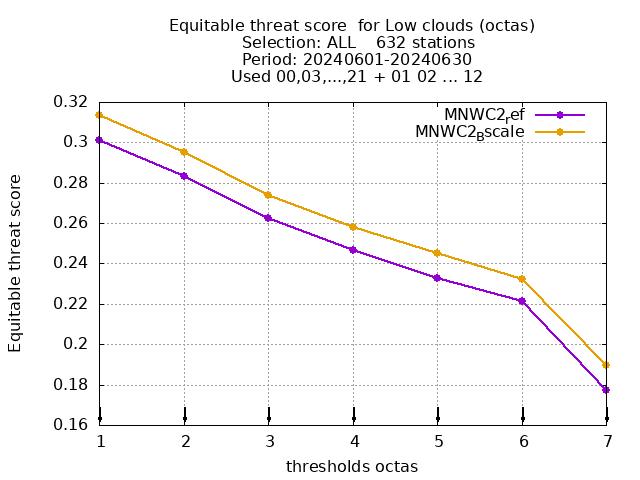 Equitable threat score  for Low clouds (octas)
Selection: ALL    632 stations
Period: 20240601-20240630
Used 00,03,...,21 + 01 02 ... 12
MNWC2ref
MNWC2Bscale
0.32
0.3
0.28
0.26
0.24
0.22
0.2
0.18
0.16
Equitable threat score
1 2 3 4 5 6 7
thresholds octas